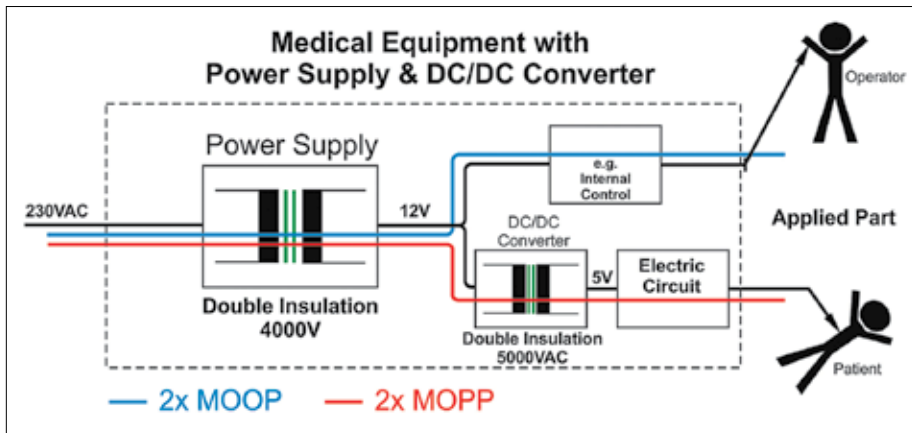 Medical Equipment with
Power Supply & DC/DC Converter
Operator
Power Supply
e.g.
Internal
Control
230VAC
12V
Applied Part
DC/DC
Converter
5V
Electric
Circuit
Double Insulation
4000V
Double Insulation
5000VAC
Patient
2x MOOP
2x MOPP